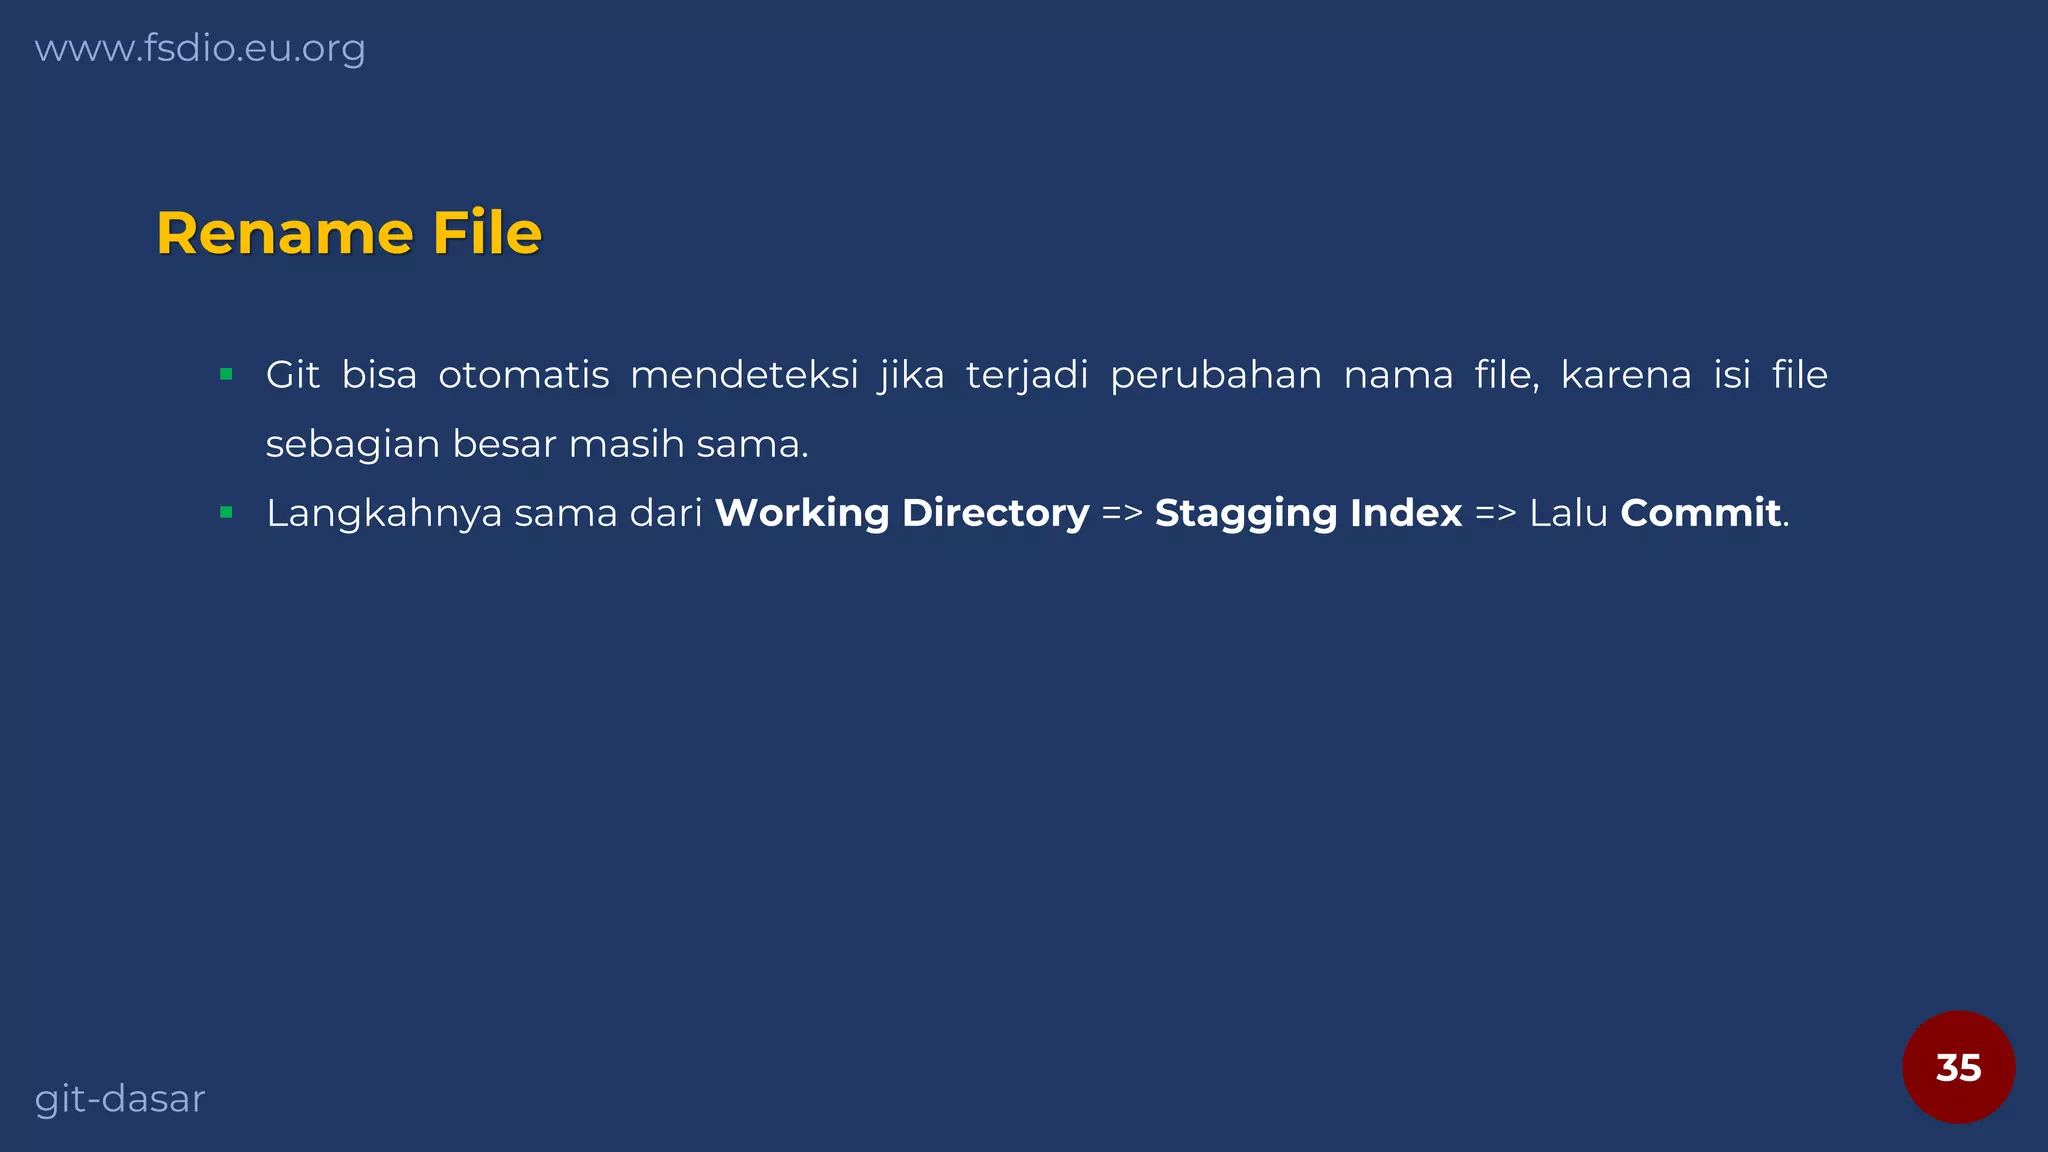 www.fsdio.eu.org
Rename File
▪ Git bisa otomatis mendeteksi jika terjadi perubahan nama file, karena isi file
sebagian besar masih sama.
▪ Langkahnya sama dari Working Directory => Stagging Index => Lalu Commit.
35
git-dasar